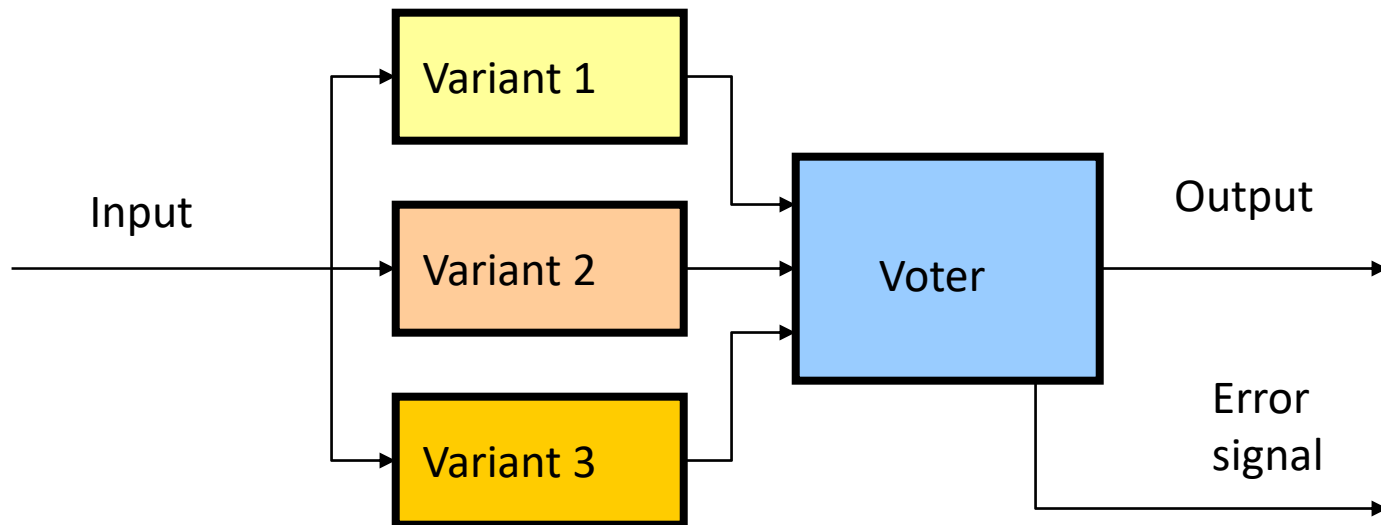 Variant 1
Input
Variant 2
Voter
Output
Variant 3
Error
signal